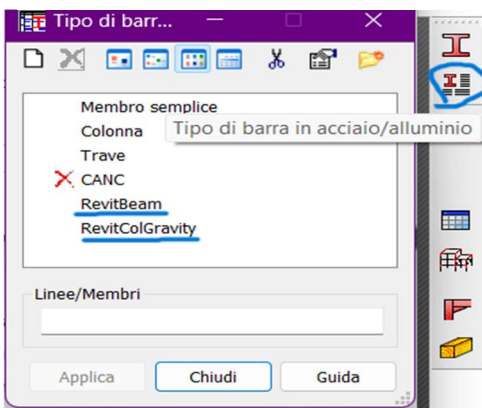 Tipo di barr...
Membro semplice
Tipo di barra in acciaio/alluminio
Colonna
Trave
CANC
RevitBeam
RevitColGravity
Linee/Membri
Applica
Chiudi
Guida